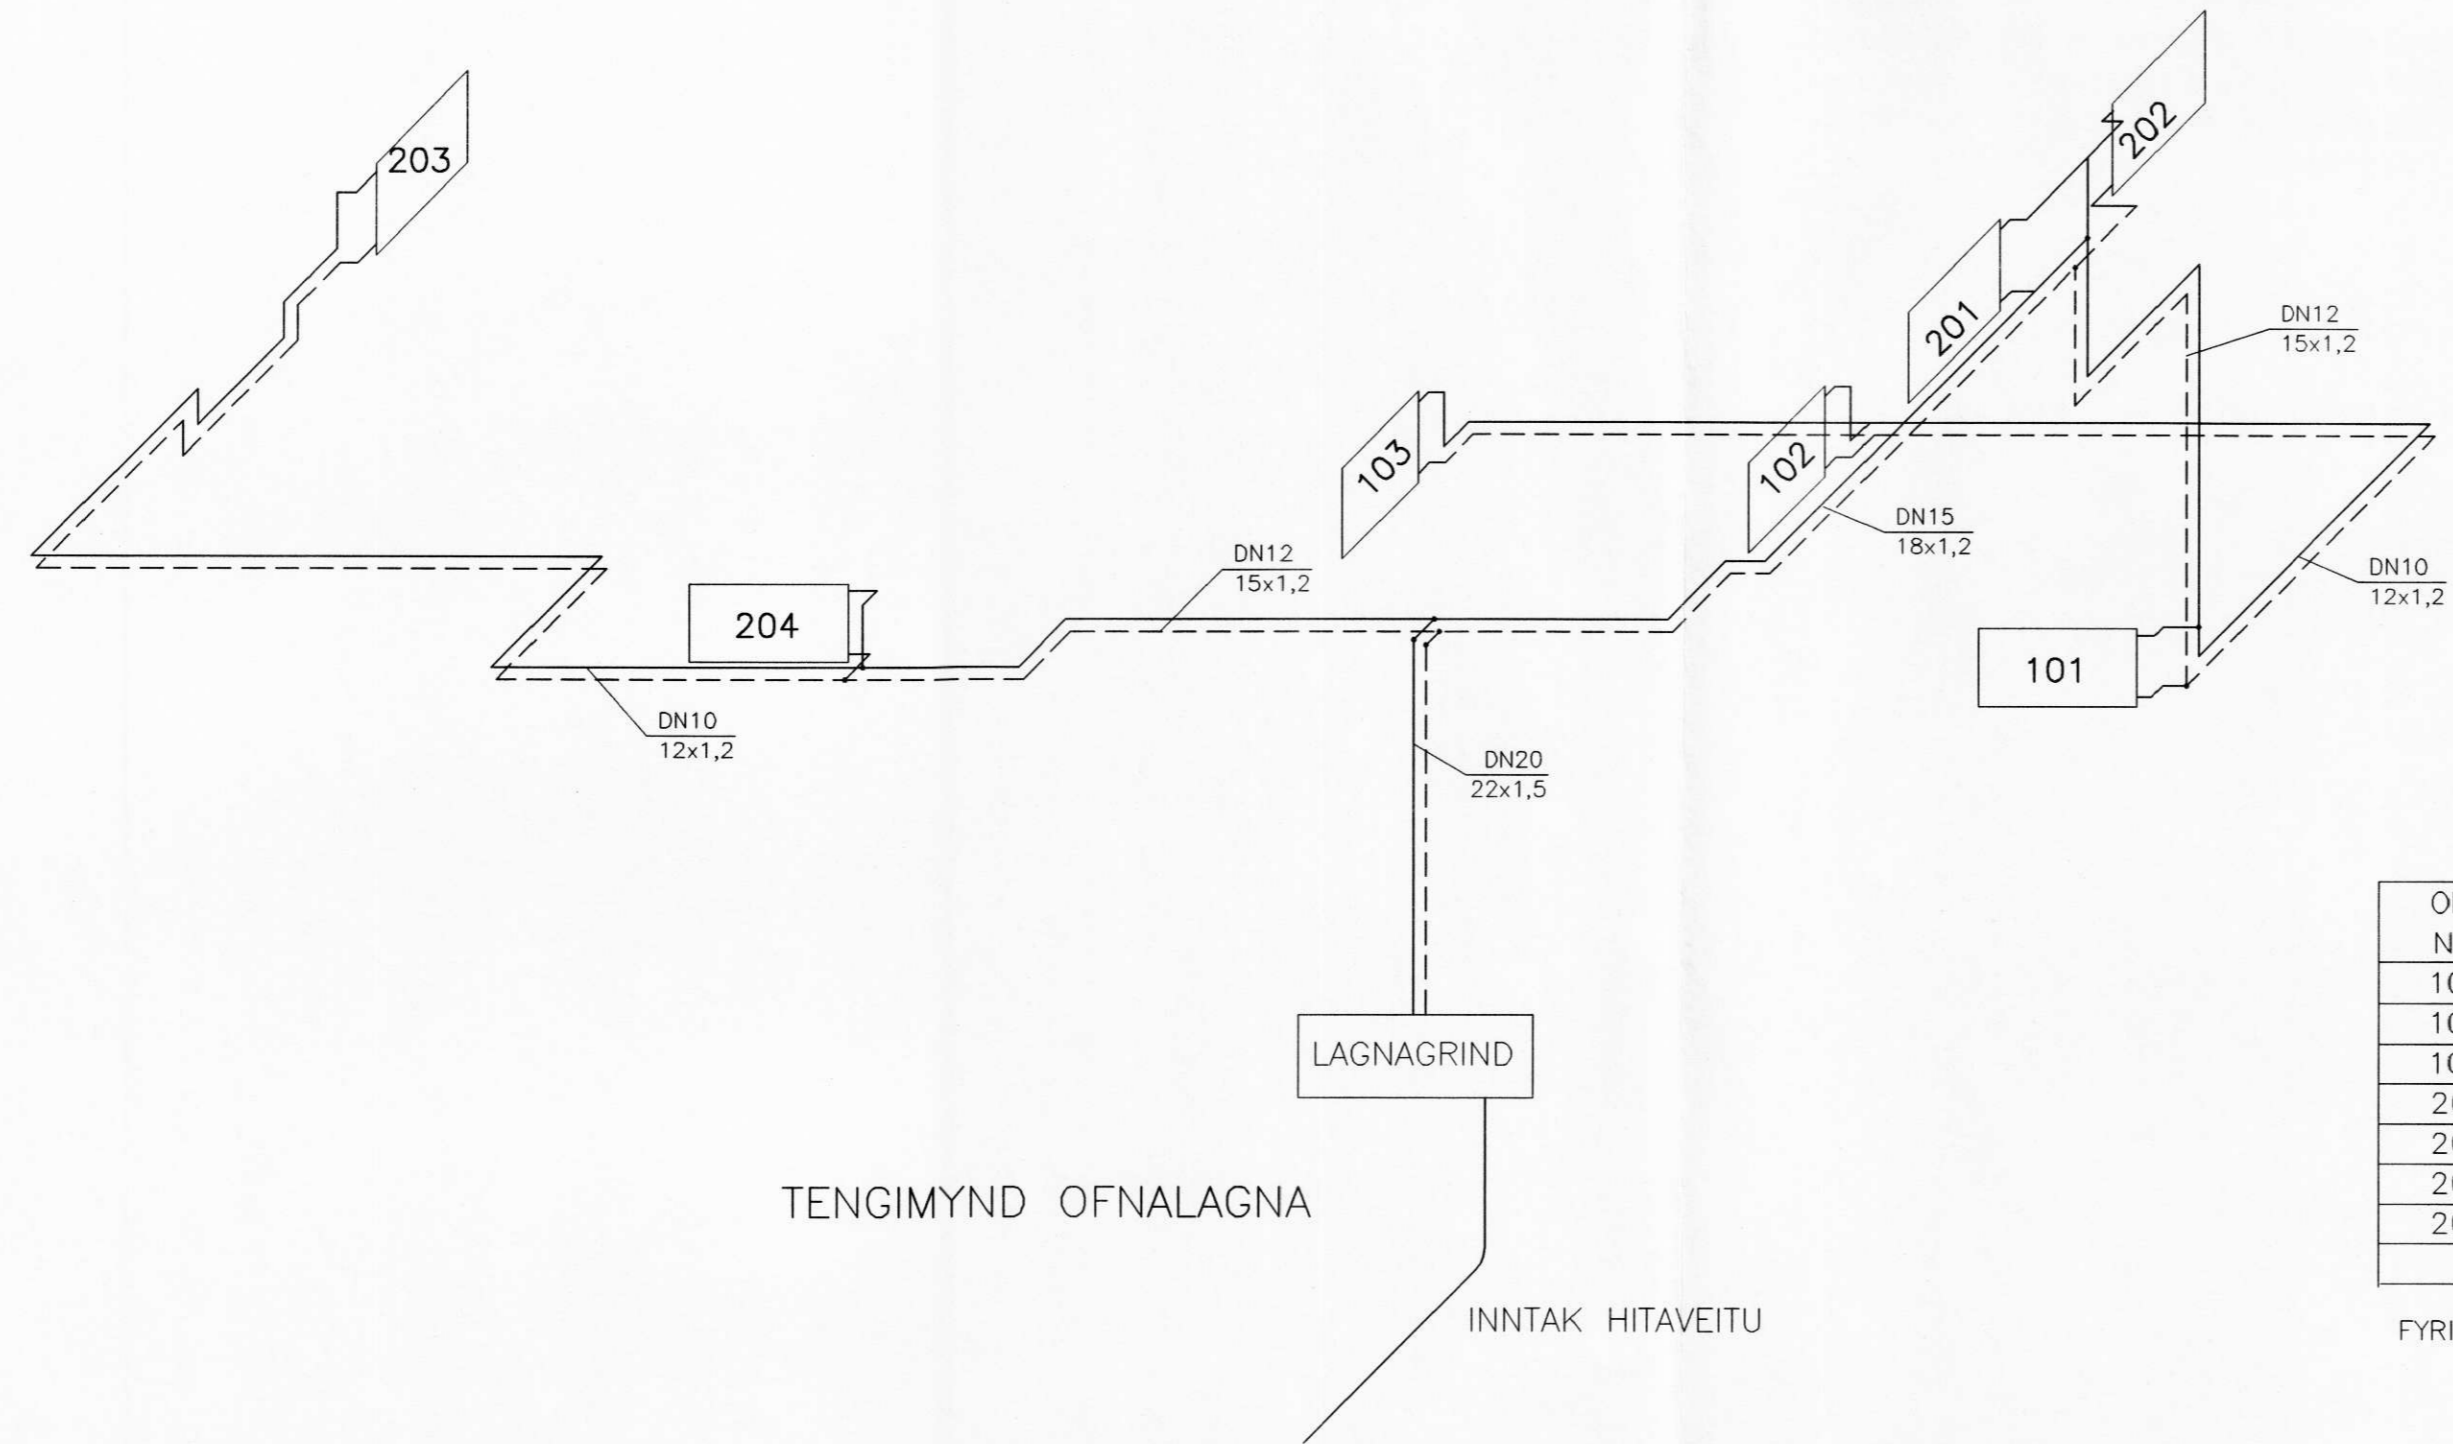 202
203
201
DN12
15x1,2
103
102
DN15
18x1,2
DN12
15x1,2
DN10
12x1,2
204
101
DN10
12x1,2
DN20
22x1,5
LAGNAGRIND
TENGIMYND OFNALAGNA
INNTAK HITAVEITU